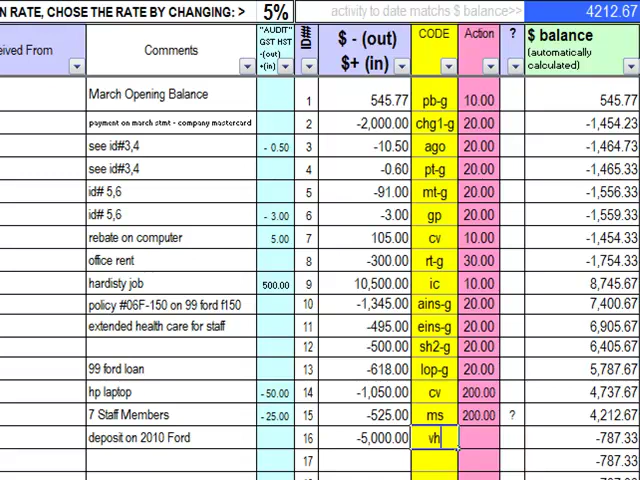 N RATE, CHOSE THE RATE BY CHANGING: > 5% activity to date matchs $ balance>> 4212.67
eived From Comments "AUDIT" GST HST -(out) +(in) ID# $ - (out) $+ (in) CODE Action ? $ balance (automatically calculated)
March Opening Balance 1 545.77 pb-g 10.00 545.77
payment on march stmt - company mastercard 2 -2,000.00 chg1-g 20.00 -1,454.23
see id#3,4 - 0.50 3 -10.50 ago 20.00 -1,464.73
see id#3,4 4 -0.60 pt-g 20.00 -1,465.33
id# 5,6 5 -91.00 mt-g 20.00 -1,556.33
id# 5,6 - 3.00 6 -3.00 gp 20.00 -1,559.33
rebate on computer 5.00 7 105.00 cv 10.00 -1,454.33
office rent 8 -300.00 rt-g 30.00 -1,754.33
hardisty job 500.00 9 10,500.00 ic 10.00 8,745.67
policy #06F-150 on 99 ford f150 10 -1,345.00 ains-g 20.00 7,400.67
extended health care for staff 11 -495.00 eins-g 20.00 6,905.67
12 -500.00 sh2-g 20.00 6,405.67
99 ford loan 13 -618.00 lop-g 20.00 5,787.67
hp laptop - 50.00 14 -1,050.00 cv 200.00 4,737.67
7 Staff Members - 25.00 15 -525.00 ms 200.00 ? 4,212.67
deposit on 2010 Ford 16 -5,000.00 vh -787.33
17 -787.33